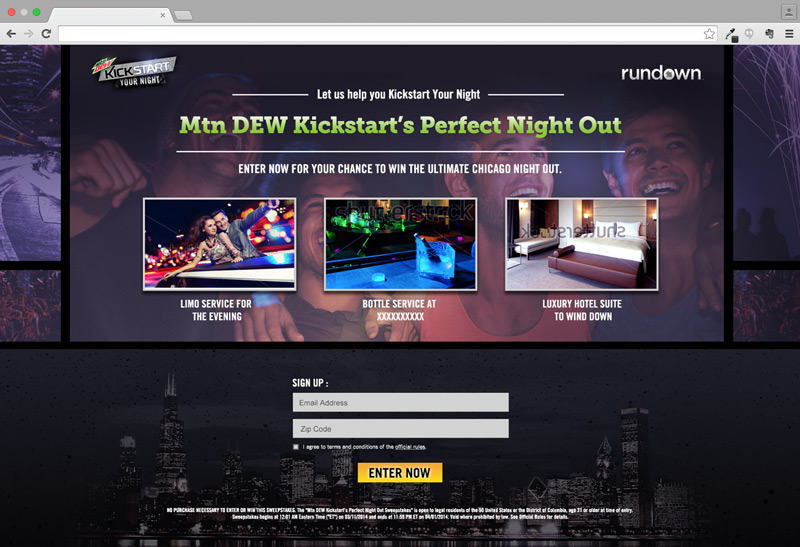 Mtn DEW
KICKSTART
YOUR NIGHT
rundown
Let us help you Kickstart Your Night
Mtn DEW Kickstart's Perfect Night Out
ENTER NOW FOR YOUR CHANCE TO WIN THE ULTIMATE CHICAGO NIGHT OUT.
shutterstock
shutterstock
LIMO SERVICE FOR
THE EVENING
BOTTLE SERVICE AT
XXXXXXXXXX
LUXURY HOTEL SUITE
TO WIND DOWN
SIGN UP :
Email Address
Zip Code
I agree to terms and conditions of the official rules.
ENTER NOW
NO PURCHASE NECESSARY TO ENTER OR WIN THIS SWEEPSTAKES. The "Mtn DEW Kickstart's Perfect Night Out Sweepstakes" is open to legal residents of the 50 United States or the District of Columbia, age 21 or older at time of entry.
Sweepstakes begins at 12:01 AM Eastern Time ("ET") on 03/11/2014 and ends at 11:59 PM ET on 04/01/2014. Void where prohibited by law. See Official Rules for details.